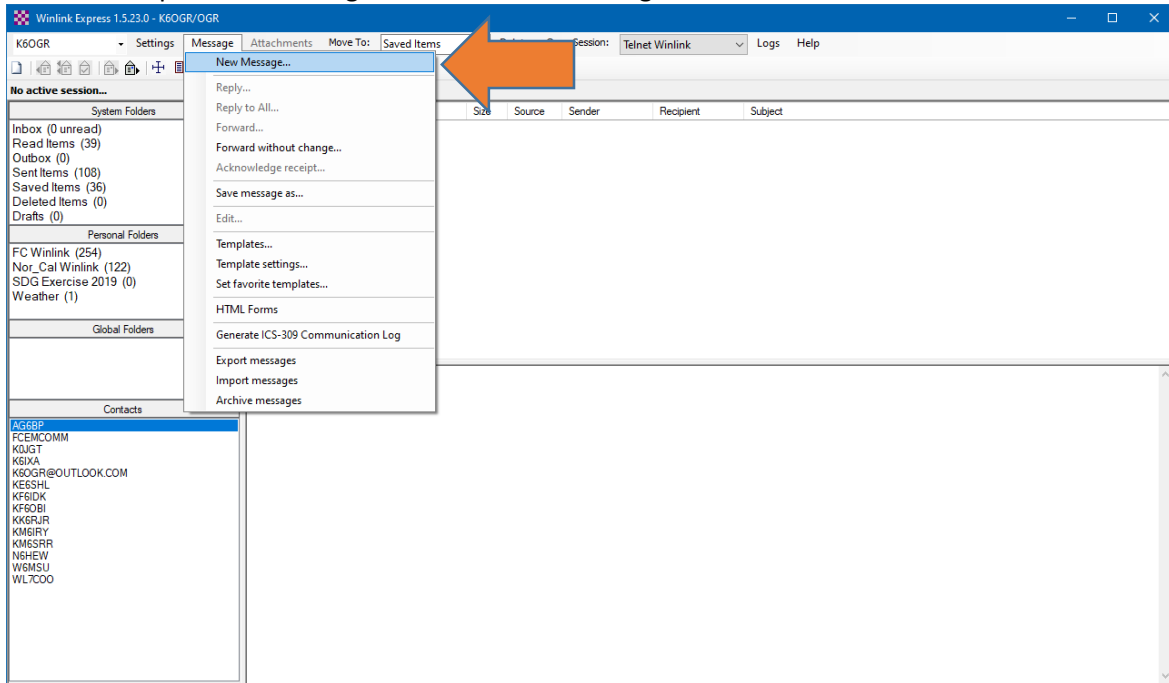 Winlink Express 1.5.23.0 - K6OGR/OGR
K6OGR Settings Message Attachments Move To: Saved Items Session: Telnet Winlink Logs Help
No active session...
System Folders
Inbox (0 unread)
Read Items (39)
Outbox (0)
Sent Items (108)
Saved Items (36)
Deleted Items (0)
Drafts (0)
Personal Folders
FC Winlink (254)
Nor_Cal Winlink (122)
SDG Exercise 2019 (0)
Weather (1)
Global Folders
Contacts
AG6BP
FCEMCOMM
K0JGT
K6IXA
K6OGR@OUTLOOK.COM
KE6SHL
KF6IDK
KF6OBI
KK6RJR
KM6IRY
KM6SRR
N6HEW
W6MSU
WL7COO
New Message...
Reply...
Reply to All...
Forward...
Forward without change...
Acknowledge receipt...
Save message as...
Edit...
Templates...
Template settings...
Set favorite templates...
HTML Forms
Generate ICS-309 Communication Log
Export messages
Import messages
Archive messages
Size Source Sender Recipient Subject